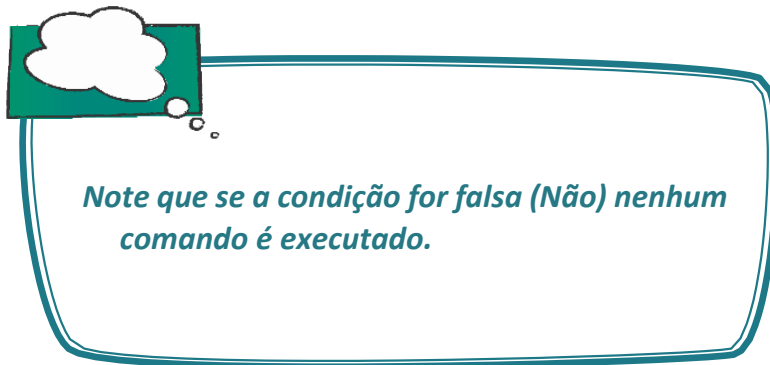 Note que se a condição for falsa (Não) nenhum
comando é executado.